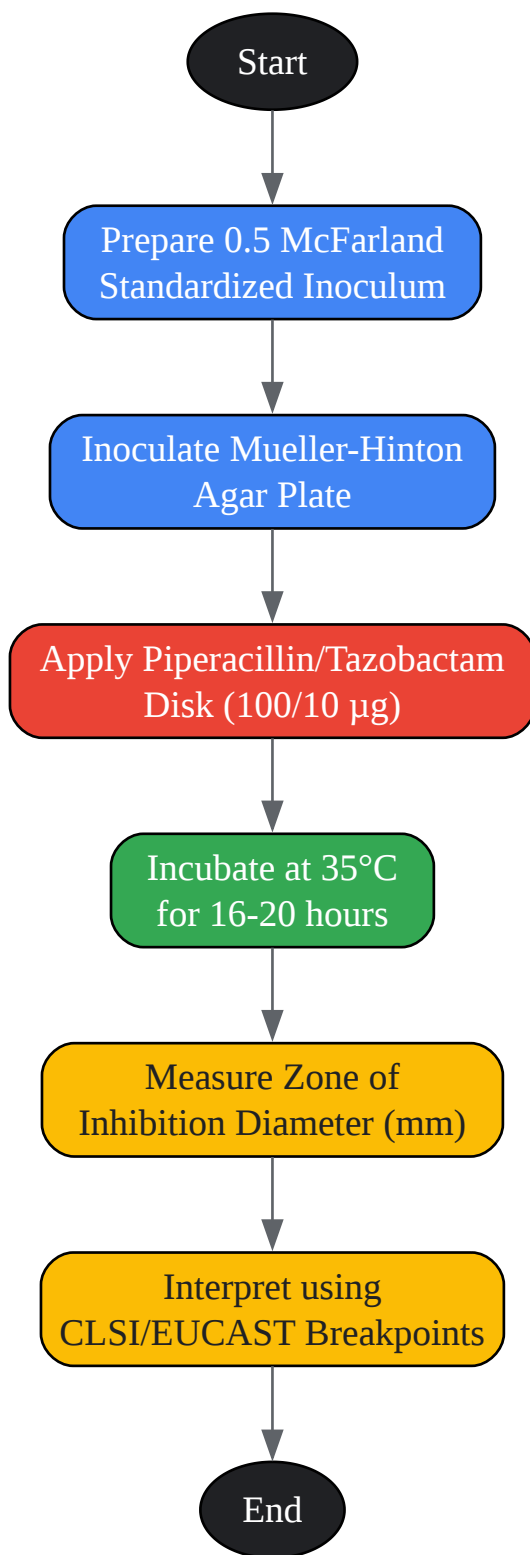 Start
Prepare 0.5 McFarland
Standardized Inoculum
Inoculate Mueller-Hinton
Agar Plate
Apply Piperacillin/Tazobactam
Disk (100/10 µg)
Incubate at 35°C
for 16-20 hours
Measure Zone of
Inhibition Diameter (mm)
Interpret using
CLSI/EUCAST Breakpoints
End